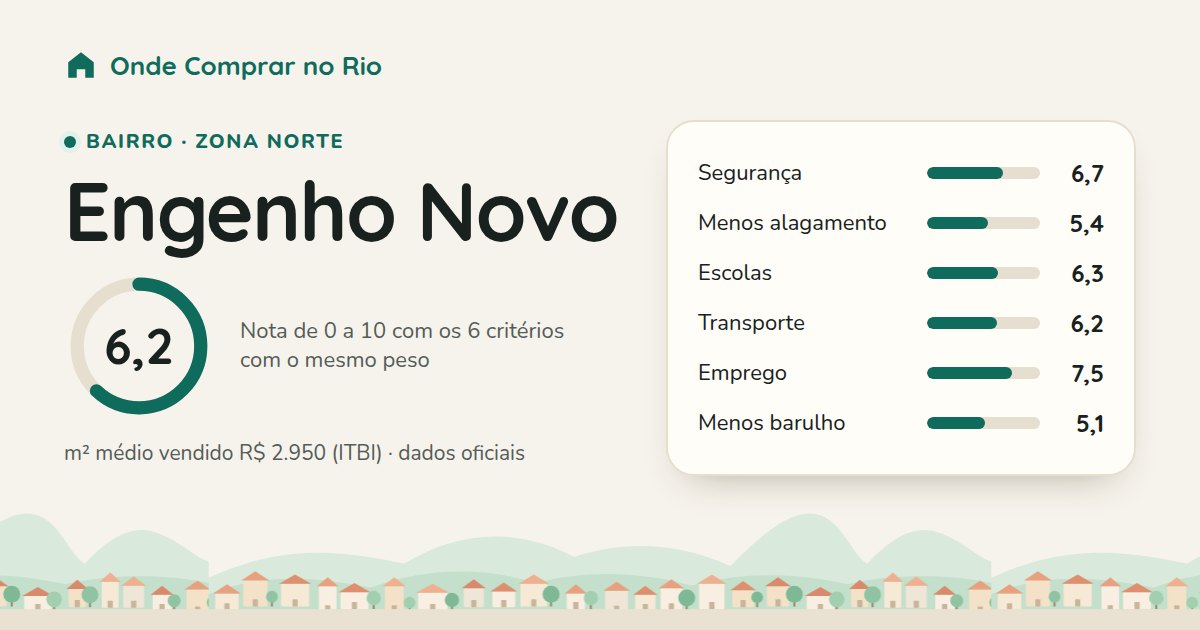 Onde Comprar no Rio
BAIRRO · ZONA NORTE
Engenho Novo
6,2
Nota de 0 a 10 com os 6 critérios
com o mesmo peso
m² médio vendido R$ 2.950 (ITBI) · dados oficiais
Segurança 6,7
Menos alagamento 5,4
Escolas 6,3
Transporte 6,2
Emprego 7,5
Menos barulho 5,1